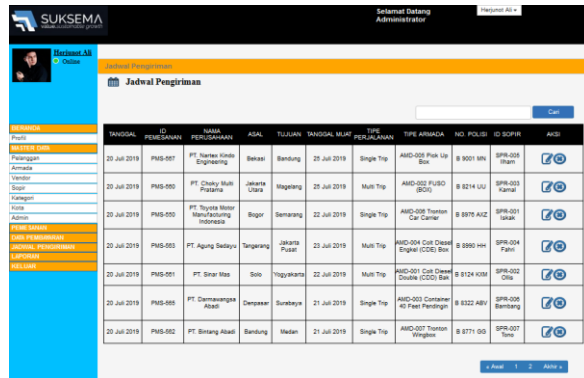 SUKSEMA
Selamat Datang
Administrator
Herjunot Ali
Herjunot Ali
Online
Jadwal Pengiriman
Jadwal Pengiriman
Cari
BERANDA
Profil
MASTER DATA
Pelanggan
Armada
Vendor
Sopir
Kategori
Kota
Admin
PEMESANAN
DATA PEMESANAN
JADWAL PENGIRIMAN
LAPORAN
KELUAR
TANGGAL ID PEMESANAN NAMA PERUSAHAAN ASAL TUJUAN TANGGAL MUAT TIPE PERJALANAN TIPE ARMADA NO. POLISI ID SOPIR AKSI
20 Juli 2019 PMS-567 PT. Nartex Kindo Engineering Bekasi Bandung 25 Juli 2019 Single Trip AMD-005 Pick Up Box B 9001 MN SPR-005 Ilham
20 Juli 2019 PMS-560 PT. Choky Multi Pratama Jakarta Utara Magelang 25 Juli 2019 Multi Trip AMD-002 FUSO (BOX) B 8214 UU SPR-003 Kamal
20 Juli 2019 PMS-550 PT. Toyota Motor Manufacturing Indonesia Bogor Semarang 22 Juli 2019 Single Trip AMD-006 Tronton Car Carrier B 8976 AXZ SPR-001 Iskak
20 Juli 2019 PMS-563 PT. Agung Sedayu Tangerang Jakarta Pusat 23 Juli 2019 Multi Trip AMD-004 Colt Diesel Engkel (CDE) Box B 8990 HH SPR-004 Fahri
20 Juli 2019 PMS-551 PT. Sinar Mas Solo Yogyakarta 22 Juli 2019 Multi Trip AMD-001 Colt Diesel Double (CDD) Bak B 8124 KXM SPR-002 Ollis
20 Juli 2019 PMS-565 PT. Darmawangsa Abadi Denpasar Surabaya 21 Juli 2019 Single Trip AMD-003 Container 40 Feet Pendingin B 8322 ABV SPR-006 Bambang
20 Juli 2019 PMS-562 PT. Bintang Abadi Bandung Medan 21 Juli 2019 Single Trip AMD-007 Tronton Wingbox B 8771 GG SPR-007 Tono
« Awal 1 2 Akhir »